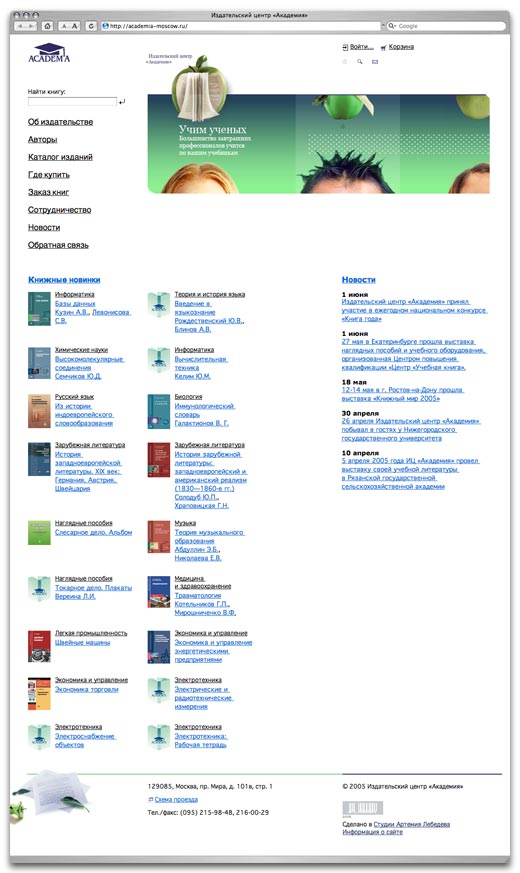 Издательский центр «Академия»
http://academia-moscow.ru/
Google
ACADEMA
Издательский центр
«Академия»
Войти...
Корзина
Найти книгу:
Учим ученых
Большинство завтрашних
профессионалов учится
по нашим учебникам
Об издательстве
Авторы
Каталог изданий
Где купить
Заказ книг
Сотрудничество
Новости
Обратная связь
Книжные новинки
Информатика
Базы данных
Кузин А.В., Левонисова
С.В.
Теория и история языка
Введение в
языкознание
Рождественский Ю.В.,
Блинов А.В.
Химические науки
Высокомолекулярные
соединения
Семчиков Ю.Д.
Информатика
Вычислительная
техника
Келим Ю.М.
Русский язык
Из истории
индоевропейского
словообразования
Биология
Иммунологический
словарь
Галактионов В. Г.
Зарубежная литература
История
западноевропейской
литературы. XIX век:
Германия, Австрия,
Швейцария
Зарубежная литература
История зарубежной
литературы:
западноевропейский и
американский реализм
(1830—1860-е гг.)
Солодуб Ю.П.,
Храповицкая Г.Н.
Наглядные пособия
Слесарное дело. Альбом
Музыка
Теория музыкального
образования
Абдуллин Э.Б.,
Николаева Е.В.
Наглядные пособия
Токарное дело. Плакаты
Вереина Л.И.
Медицина
и здравоохранение
Травматология
Котельников Г.П.,
Мирошниченко В.Ф.
Легкая промышленность
Швейные машины
Экономика и управление
Экономика и управление
энергетическими
предприятиями
Экономика и управление
Экономика торговли
Электротехника
Электрические и
радиотехнические
измерения
Электротехника
Электроснабжение
объектов
Электротехника
Электротехника:
Рабочая тетрадь
Новости
1 июня
Издательский центр «Академия» принял
участие в ежегодном национальном конкурсе
«Книга года»
1 июня
27 мая в Екатеринбурге прошла выставка
наглядных пособий и учебного оборудования,
организованная Центром повышения
квалификации «Центр «Учебная книга».
18 мая
12-14 мая в г. Ростов-на-Дону прошла
выставка «Книжный мир 2005»
30 апреля
26 апреля Издательский центр «Академия»
побывал в гостях у Нижегородского
государственного университета
10 апреля
5 апреля 2005 года ИЦ «Академия» провел
выставку своей учебной литературы
в Рязанской государственной
сельскохозяйственной академии
129085, Москва, пр. Мира, д. 101в, стр. 1
Схема проезда
Тел./факс: (095) 215-98-48, 216-00-29
© 2005 Издательский центр «Академия»
Сделано в Студии Артемия Лебедева
Информация о сайте